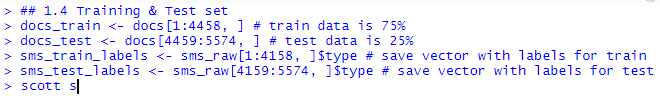 > ## 1.4 Training & Test set
> docs_train <- docs[1:4458, ] # train data is 75%
> docs_test <- docs[4459:5574, ] # test data is 25%
> sms_train_labels <- sms_raw[1:4158, ]$type # save vector with labels for train
> sms_test_labels <- sms_raw[4159:5574, ]$type # save vector with labels for test
> scott s